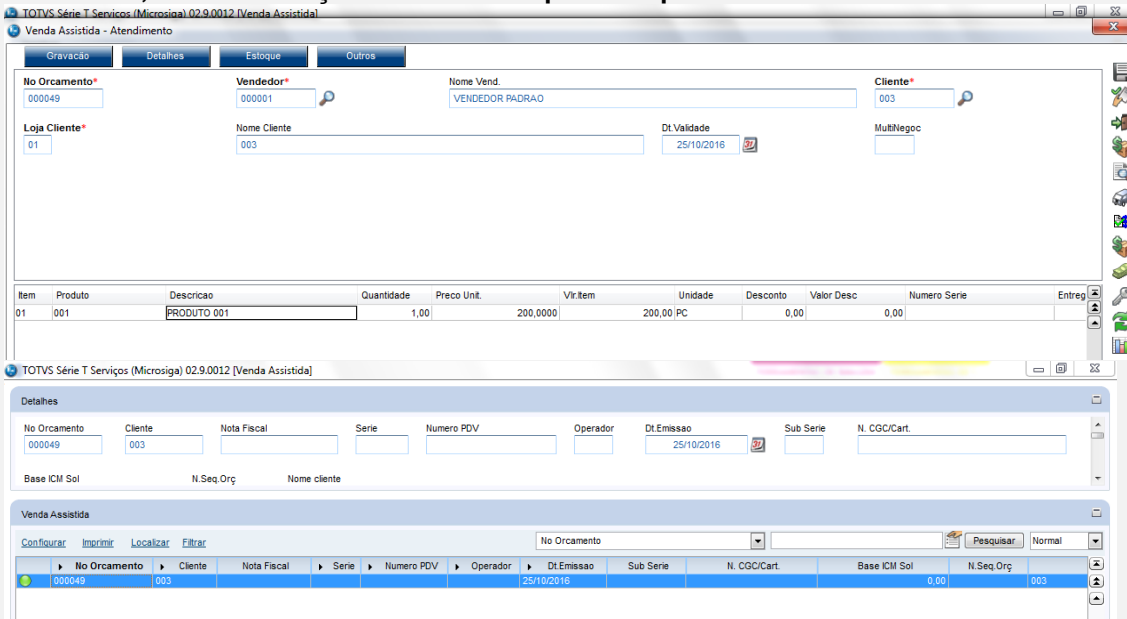 TOTVS Série T Serviços (Microsiga) 02.9.0012 [Venda Assistida]
Venda Assistida - Atendimento
Gravacão Detalhes Estoque Outros
No Orcamento* Vendedor* Nome Vend. Cliente*
000049 000001 VENDEDOR PADRAO 003
Loja Cliente* Nome Cliente Dt.Validade MultiNegoc
01 003 25/10/2016
Item Produto Descricao Quantidade Preco Unit. Vlr.Item Unidade Desconto Valor Desc Numero Serie Entreg
01 001 PRODUTO 001 1,00 200,0000 200,00 PC 0,00 0,00
TOTVS Série T Serviços (Microsiga) 02.9.0012 [Venda Assistida]
Detalhes
No Orcamento Cliente Nota Fiscal Serie Numero PDV Operador Dt.Emissao Sub Serie N. CGC/Cart.
000049 003 25/10/2016
Base ICM Sol N.Seq.Orç Nome cliente
Venda Assistida
Configurar Imprimir Localizar Filtrar No Orcamento Pesquisar Normal
No Orcamento Cliente Nota Fiscal Serie Numero PDV Operador Dt.Emissao Sub Serie N. CGC/Cart. Base ICM Sol N.Seq.Orç
000049 003 25/10/2016 0,00 003